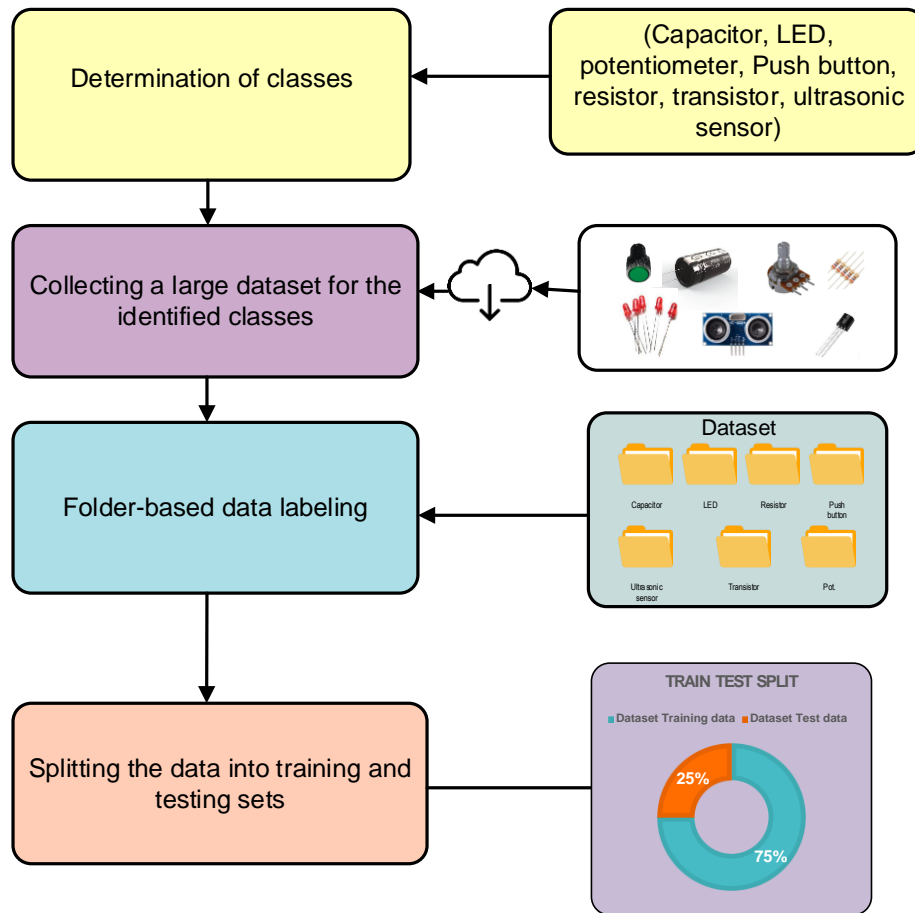 Determination of classes
(Capacitor, LED,
potentiometer, Push button,
resistor, transistor, ultrasonic
sensor)
Collecting a large dataset for the
identified classes
Folder-based data labeling
Dataset
Capacitor
LED
Resistor
Push
button
Ultrasonic
sensor
Transistor
Pot.
Splitting the data into training and
testing sets
TRAIN TEST SPLIT
Dataset Training data
Dataset Test data
25%
75%